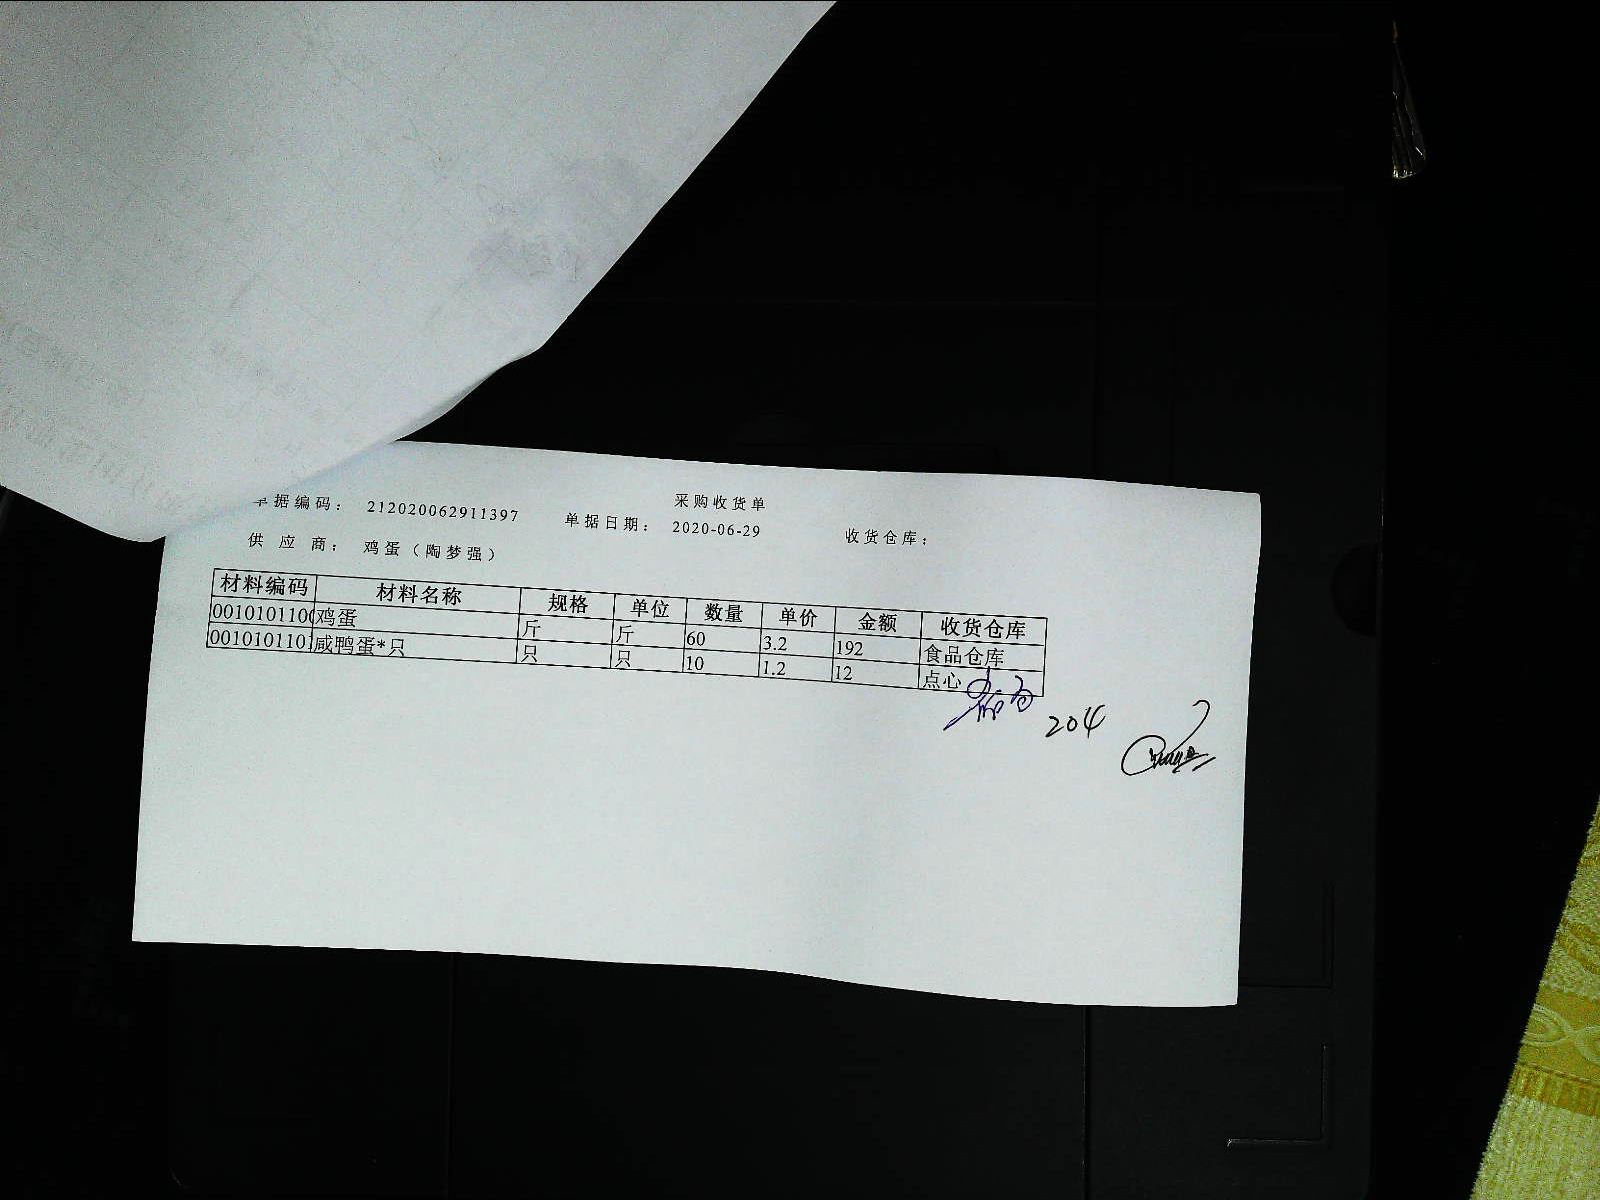 采购收货单
单据编码： 212020062911397 单据日期： 2020-06-29 收货仓库：
供应商： 鸡蛋（陶梦强）
材料编码 材料名称 规格 单位 数量 单价 金额 收货仓库
0010101100 鸡蛋 斤 斤 60 3.2 192 食品仓库
001010110 咸鸭蛋*只 只 只 10 1.2 12 点心
204